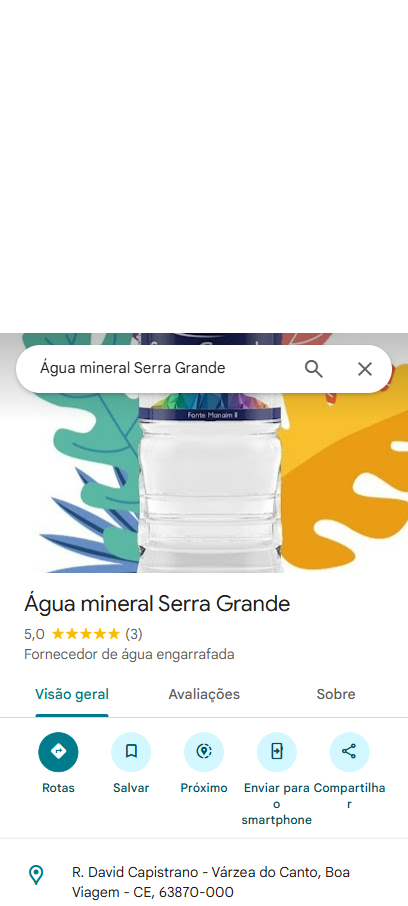 Água mineral Serra Grande
Fonte Manaim II
Água mineral Serra Grande
5,0 (3)
Fornecedor de água engarrafada
Visão geral Avaliações Sobre
Rotas Salvar Próximo Enviar para o smartphone Compartilhar
R. David Capistrano - Várzea do Canto, Boa
Viagem - CE, 63870-000